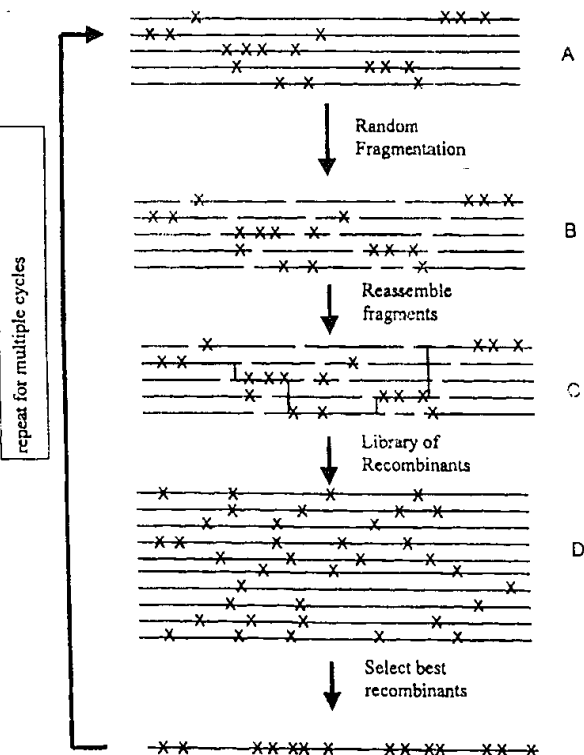 A
Random
Fragmentation
B
Reassemble
fragments
C
Library of
Recombinants
D
Select best
recombinants
repeat for multiple cycles